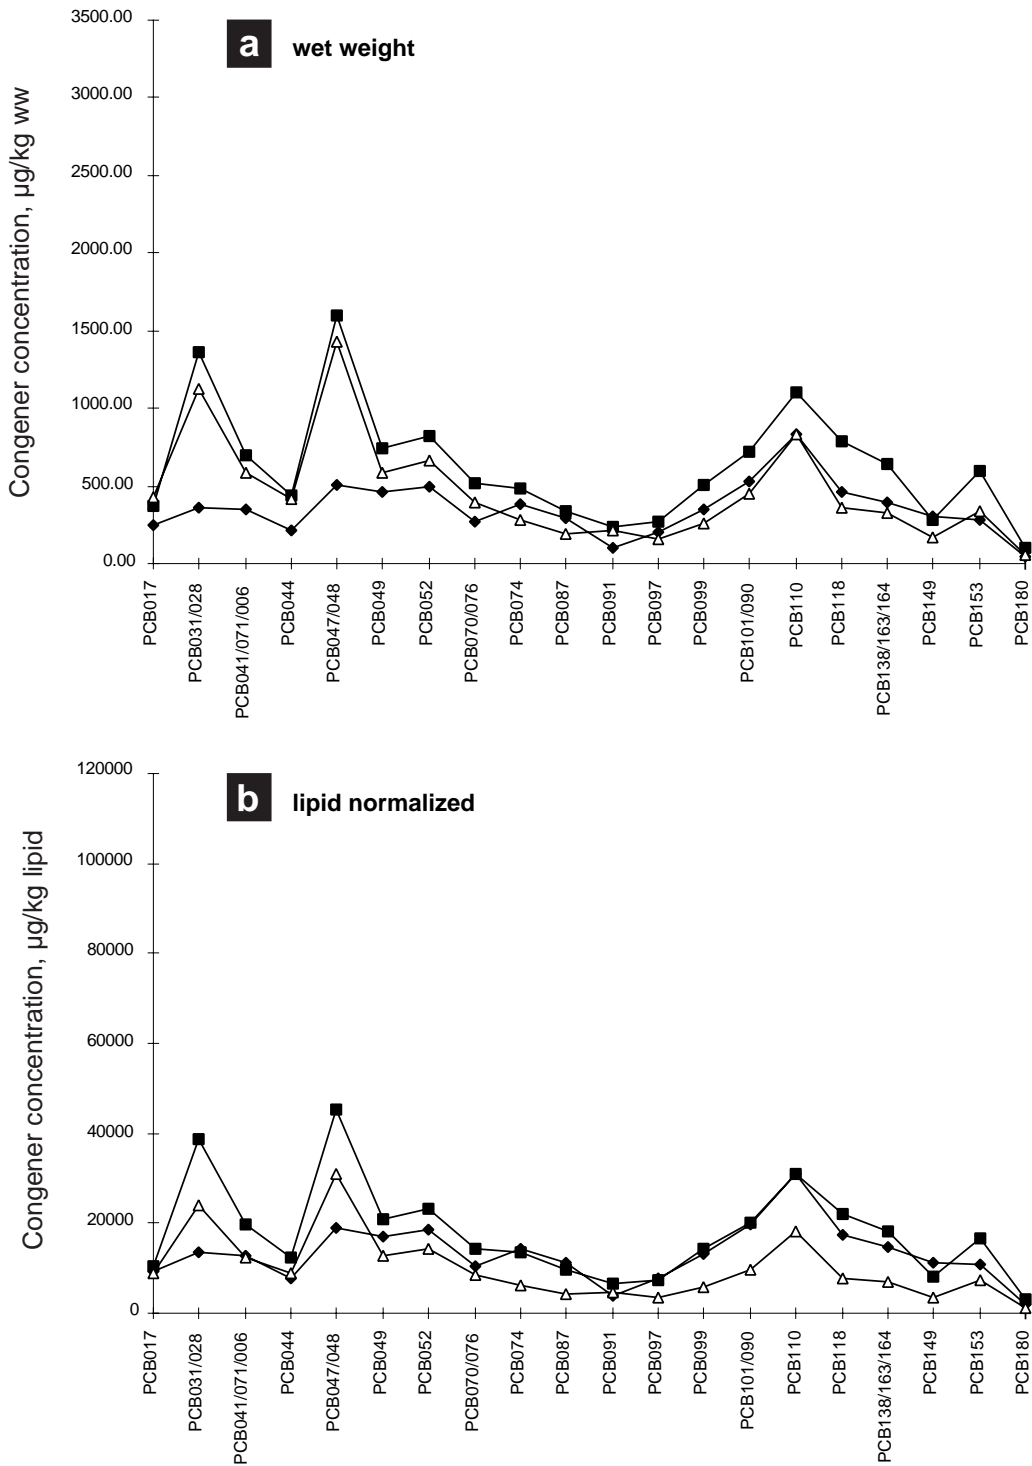 a wet weight
Congener concentration, µg/kg ww
3500.00
3000.00
2500.00
2000.00
1500.00
1000.00
500.00
0.00
PCB017
PCB031/028
PCB041/071/006
PCB044
PCB047/048
PCB049
PCB052
PCB070/076
PCB074
PCB087
PCB091
PCB097
PCB099
PCB101/090
PCB110
PCB118
PCB138/163/164
PCB149
PCB153
PCB180
b lipid normalized
Congener concentration, µg/kg lipid
120000
100000
80000
60000
40000
20000
0
PCB017
PCB031/028
PCB041/071/006
PCB044
PCB047/048
PCB049
PCB052
PCB070/076
PCB074
PCB087
PCB091
PCB097
PCB099
PCB101/090
PCB110
PCB118
PCB138/163/164
PCB149
PCB153
PCB180